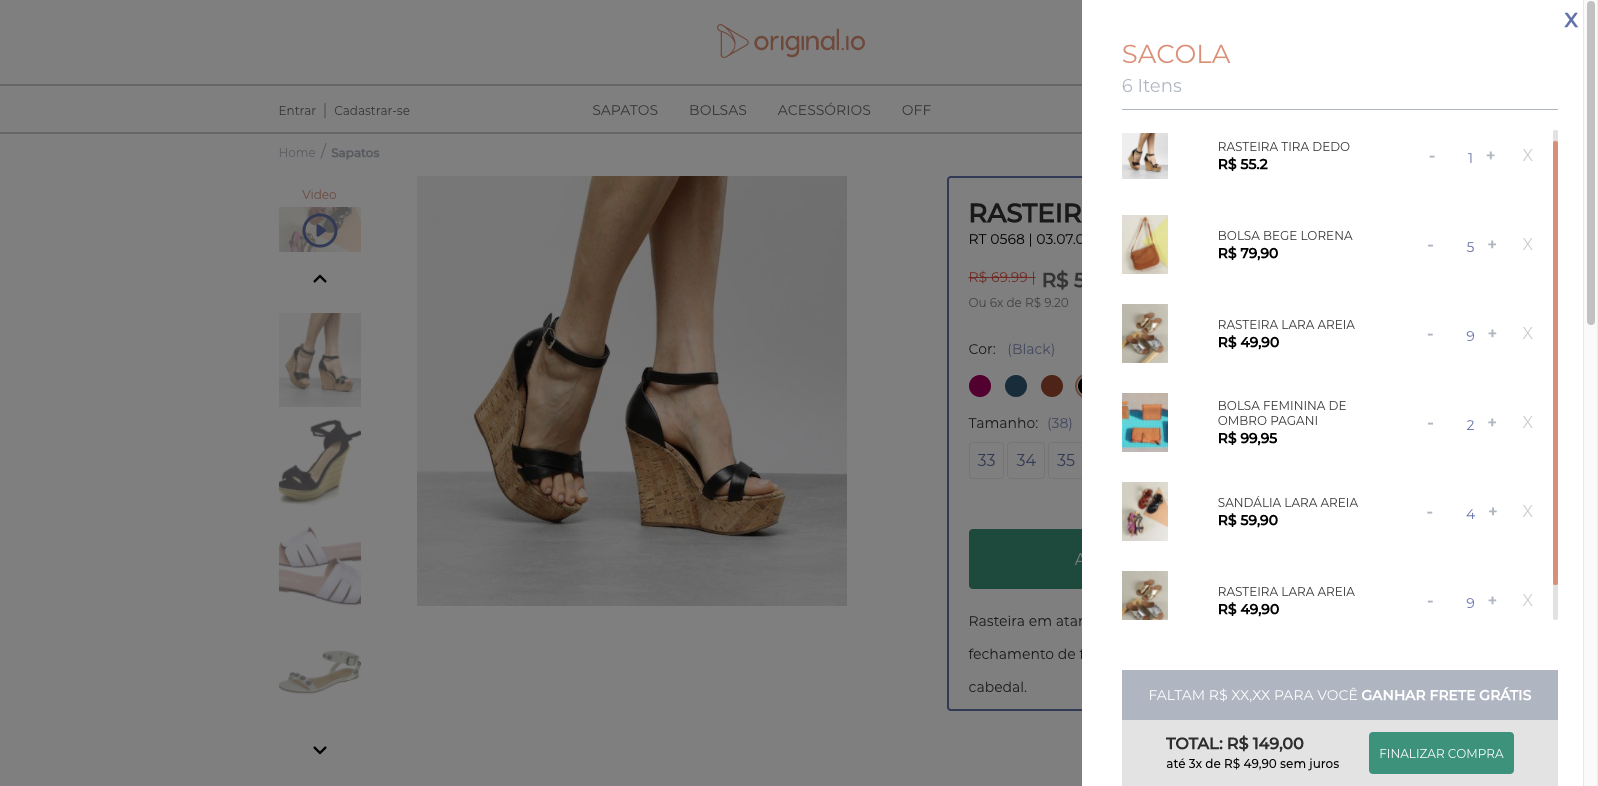 original.io
Entrar | Cadastrar-se
SAPATOS BOLSAS ACESSÓRIOS OFF
Home / Sapatos
Video
RASTEIR
RT 0568 | 03.07.0
R$ 69.99 | R$ 5
Ou 6x de R$ 9.20
Cor: (Black)
Tamanho: (38)
33 34 35
A
Rasteira em atan
fechamento de f
cabedal.
X
SACOLA
6 Itens
RASTEIRA TIRA DEDO
R$ 55.2
- 1 + X
BOLSA BEGE LORENA
R$ 79,90
- 5 + X
RASTEIRA LARA AREIA
R$ 49,90
- 9 + X
BOLSA FEMININA DE
OMBRO PAGANI
R$ 99,95
- 2 + X
SANDÁLIA LARA AREIA
R$ 59,90
- 4 + X
RASTEIRA LARA AREIA
R$ 49,90
- 9 + X
FALTAM R$ XX,XX PARA VOCÊ GANHAR FRETE GRÁTIS
TOTAL: R$ 149,00
até 3x de R$ 49,90 sem juros
FINALIZAR COMPRA